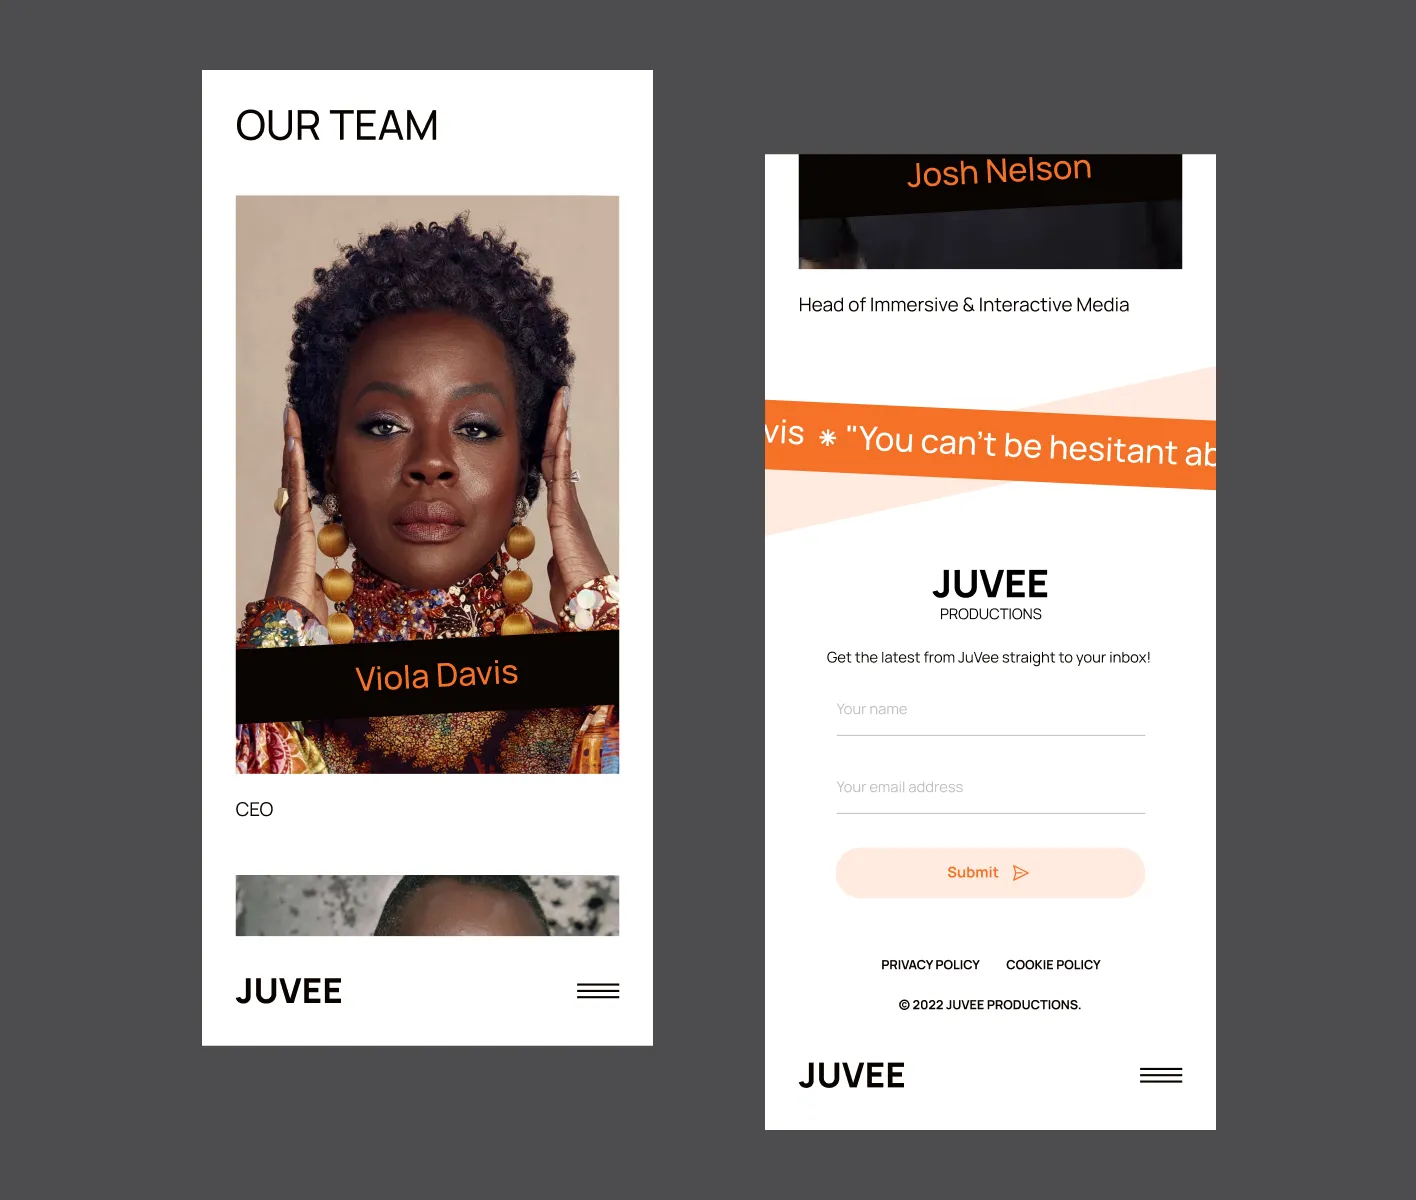 OUR TEAM
Viola Davis
CEO
JUVEE
Josh Nelson
Head of Immersive & Interactive Media
vis * "You can't be hesitant ab
JUVEE
PRODUCTIONS
Get the latest from JuVee straight to your inbox!
Your name
Your email address
Submit
PRIVACY POLICY COOKIE POLICY
© 2022 JUVEE PRODUCTIONS.
JUVEE